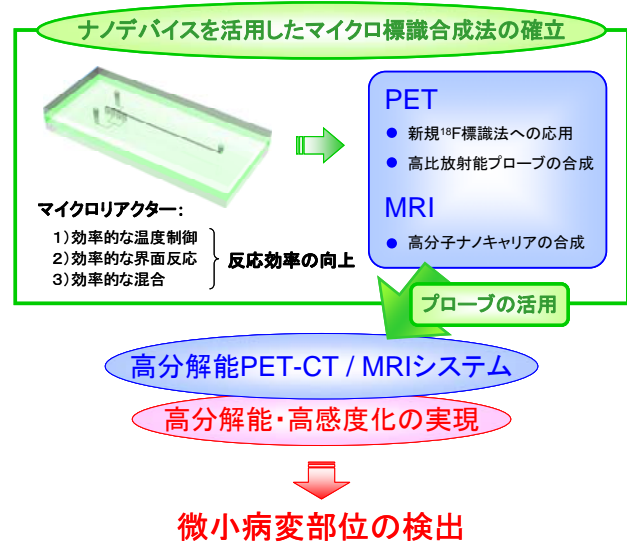 ナノデバイスを活用したマイクロ標識合成法の確立
PET
● 新規¹⁸F標識法への応用
● 高比放射能プローブの合成
MRI
● 高分子ナノキャリアの合成
マイクロリアクター：
1）効率的な温度制御
2）効率的な界面反応
3）効率的な混合
反応効率の向上
プローブの活用
高分解能PET-CT / MRIシステム
高分解能・高感度化の実現
微小病変部位の検出